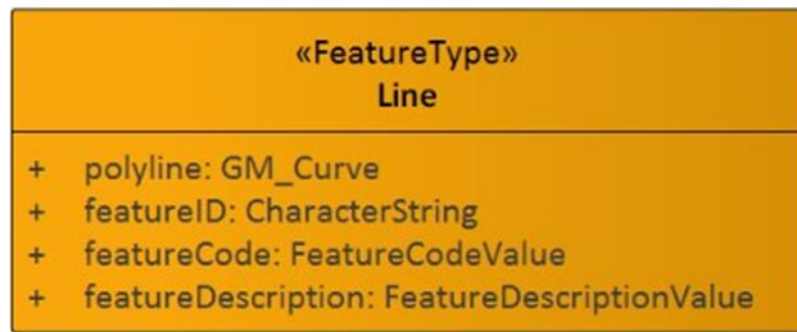 «FeatureType»
Line
+ polyline: GM_Curve
+ featureID: CharacterString
+ featureCode: FeatureCodeValue
+ featureDescription: FeatureDescriptionValue